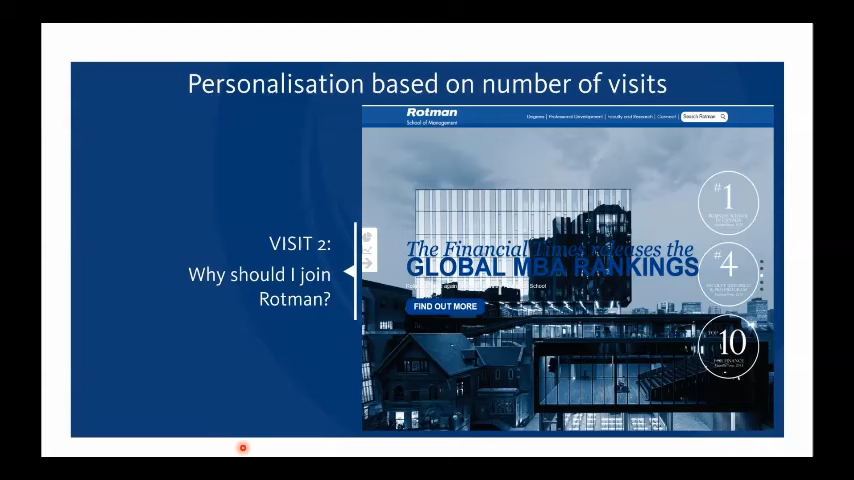 Personalisation based on number of visits
Rotman
School of Management
Degrees | Professional Development | Faculty and Research | Connect | Search Rotman
VISIT 2:
Why should I join
Rotman?
The Financial Times releases the
GLOBAL MBA RANKINGS
FIND OUT MORE
#1
#4
10
FOR FINANCE